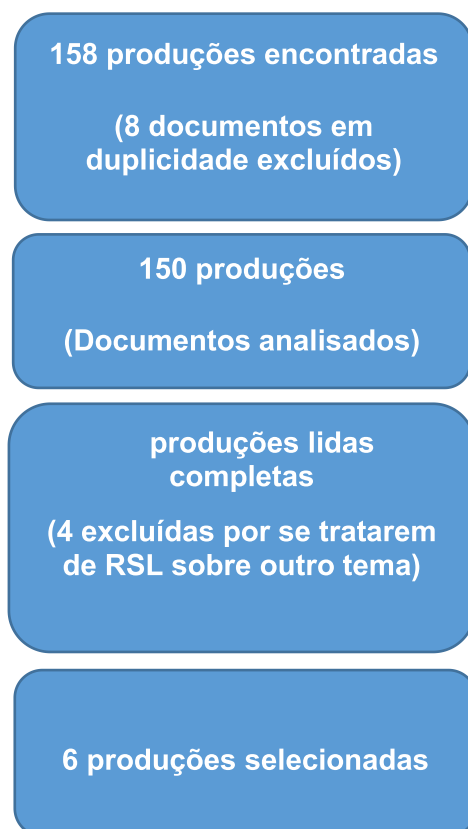 158 produções encontradas
(8 documentos em
duplicidade excluídos)
150 produções
(Documentos analisados)
produções lidas
completas
(4 excluídas por se tratarem
de RSL sobre outro tema)
6 produções selecionadas